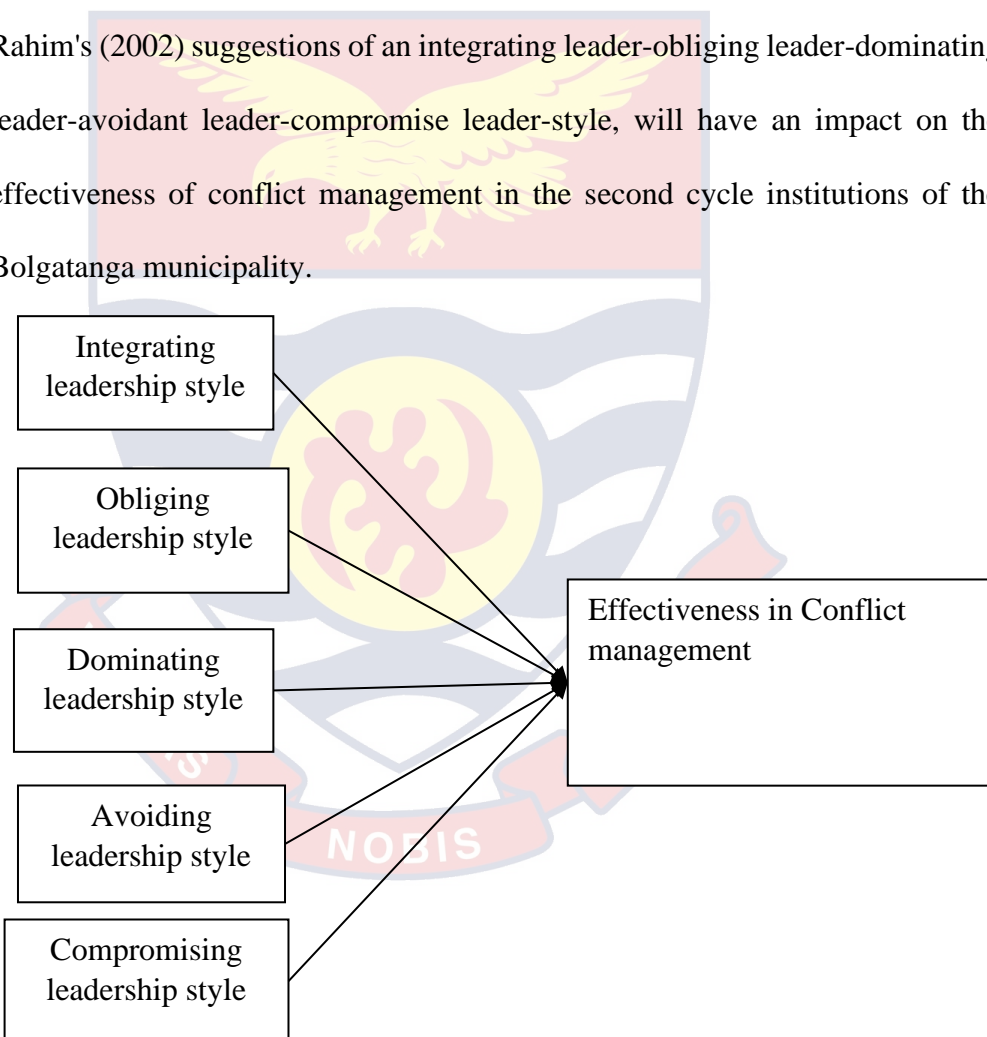 Rahim's (2002) suggestions of an integrating leader-obliging leader-dominating
leader-avoidant leader-compromise leader-style, will have an impact on the
effectiveness of conflict management in the second cycle institutions of the
Bolgatanga municipality.
Integrating
leadership style
Obliging
leadership style
Dominating
leadership style
Avoiding
leadership style
Compromising
leadership style
Effectiveness in Conflict
management
NOBIS